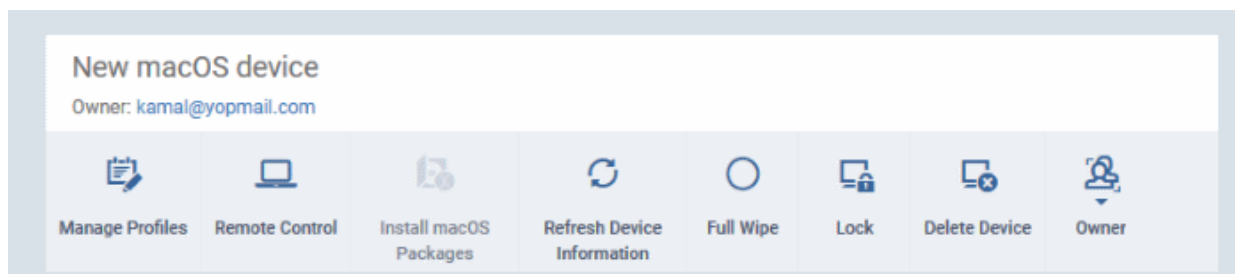 New macOS device
Owner: kamal@yopmail.com
Manage Profiles
Remote Control
Install macOS
Packages
Refresh Device
Information
Full Wipe
Lock
Delete Device
Owner